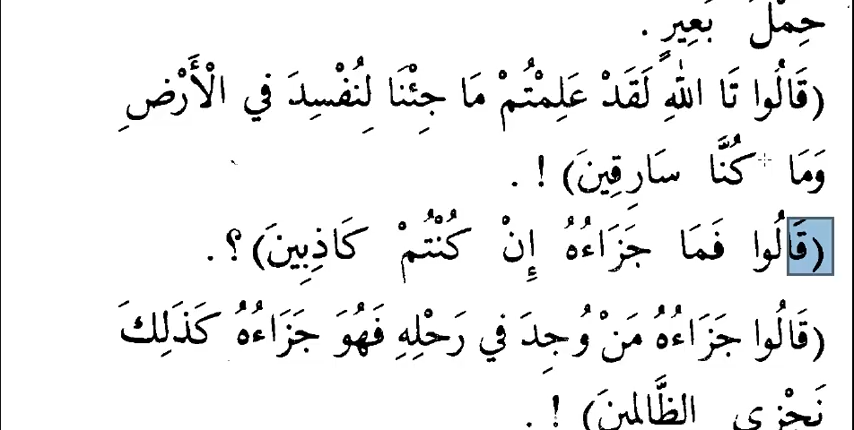 حِمْلُ بَعِيرٍ .
(قَالُوا تَا اللهِ لَقَدْ عَلِمْتُمْ مَا جِئْنَا لِنُفْسِدَ فِي الْأَرْضِ
وَمَا كُنَّا سَارِقِينَ) ! .
(قَالُوا فَمَا جَزَاءُهُ إِنْ كُنْتُمْ كَاذِبِينَ) ؟ .
(قَالُوا جَزَاءُهُ مَنْ وُجِدَ فِي رَحْلِهِ فَهُوَ جَزَاءُهُ كَذَلِكَ
نَجْزِي الظَّالِمِينَ) ! .